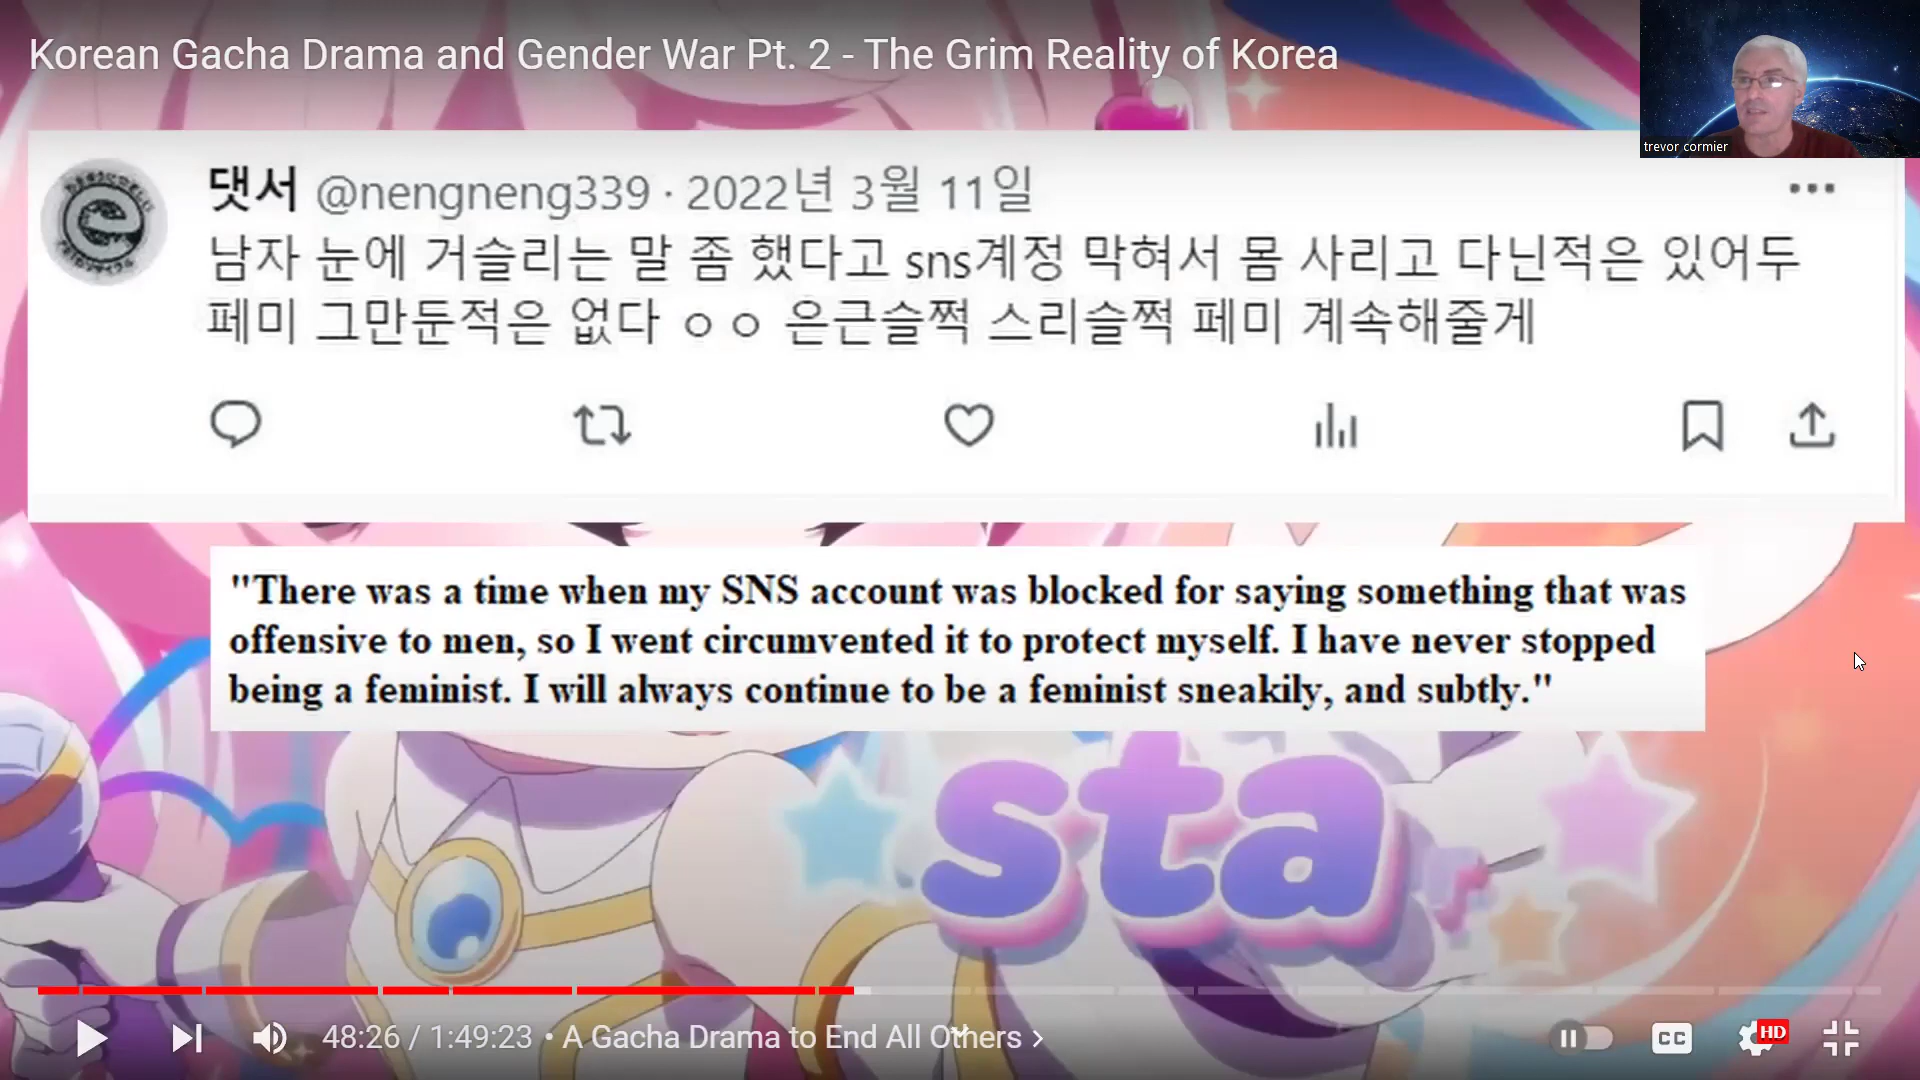 Korean Gacha Drama and Gender War Pt. 2 - The Grim Reality of Korea
trevor cormier
댓서 @nengneng339 · 2022년 3월 11일
남자 눈에 거슬리는 말 좀 했다고 sns계정 막혀서 몸 사리고 다닌적은 있어두
페미 그만둔적은 없다 ㅇㅇ 은근슬쩍 스리슬쩍 페미 계속해줄게
"There was a time when my SNS account was blocked for saying something that was
offensive to men, so I went circumvented it to protect myself. I have never stopped
being a feminist. I will always continue to be a feminist sneakily, and subtly."
sta
48:26 / 1:49:23 • A Gacha Drama to End All Others >
CC
HD